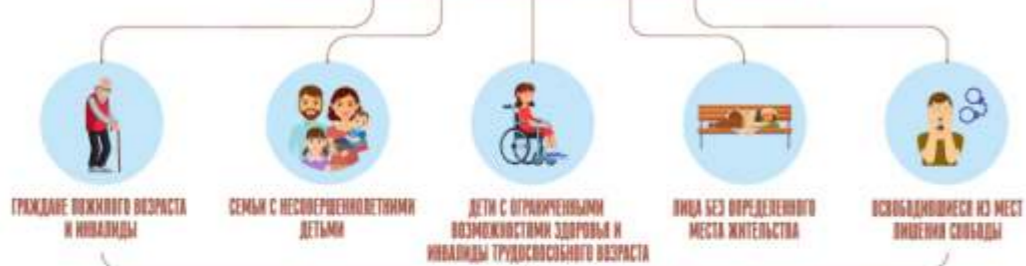 ГРАЖДАНЕ ПОЖИЛОГО ВОЗРАСТА
И ИНВАЛИДЫ
СЕМЬИ С НЕСОВЕРШЕННОЛЕТНИМИ
ДЕТЬМИ
ДЕТИ С ОГРАНИЧЕННЫМИ
ВОЗМОЖНОСТЯМИ ЗДОРОВЬЯ И
ИНВАЛИДЫ ТРУДОСПОСОБНОГО ВОЗРАСТА
ЛИЦА БЕЗ ОПРЕДЕЛЕННОГО
МЕСТА ЖИТЕЛЬСТВА
ОСВОБОДИВШИЕСЯ ИЗ МЕСТ
ЛИШЕНИЯ СВОБОДЫ